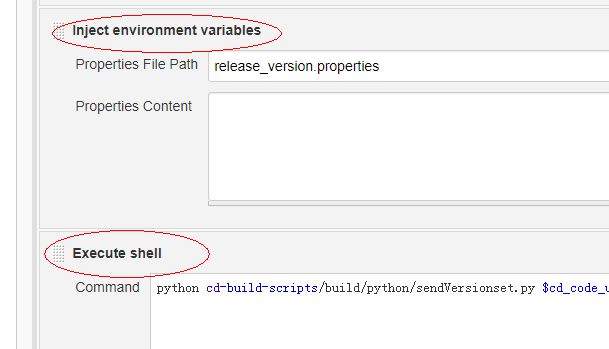 Inject environment variables
Properties File Path release_version.properties
Properties Content
Execute shell
Command python cd-build-scripts/build/python/sendVersionset.py $cd_code_u